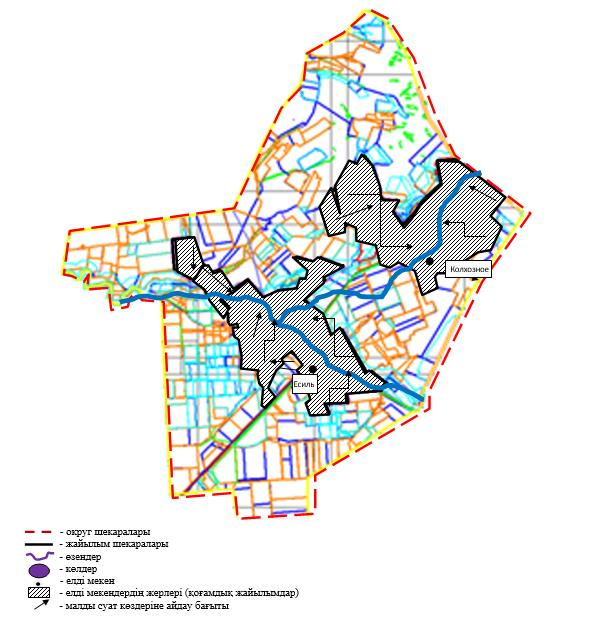 Колхозное
Есиль
- округ шекаралары
- жайылым шекаралары
- өзендер
- көлдер
- елді мекен
- елді мекендердің жерлері (қоғамдық жайылымдар)
- малды суат көздеріне айдау бағыты